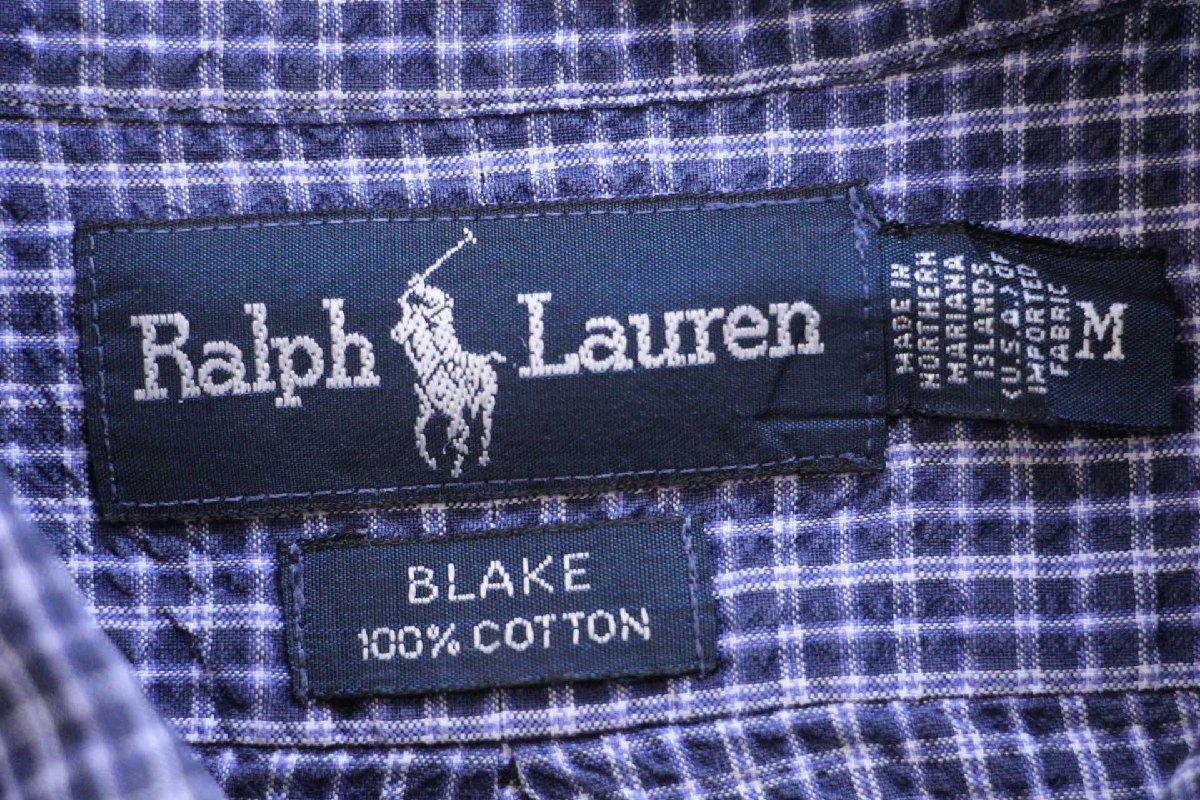 Ralph Lauren
MADE IN
NORTHERN
MARIANA
ISLANDS
(U.S.A.) OF
IMPORTED
FABRIC
M
BLAKE
100% COTTON